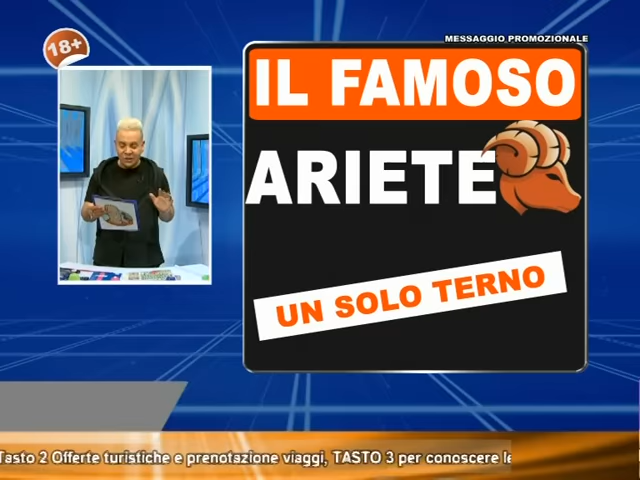 MESSAGGIO PROMOZIONALE
18+
IL FAMOSO
ARIETE
UN SOLO TERNO
Tasto 2 Offerte turistiche e prenotazione viaggi, TASTO 3 per conoscere le